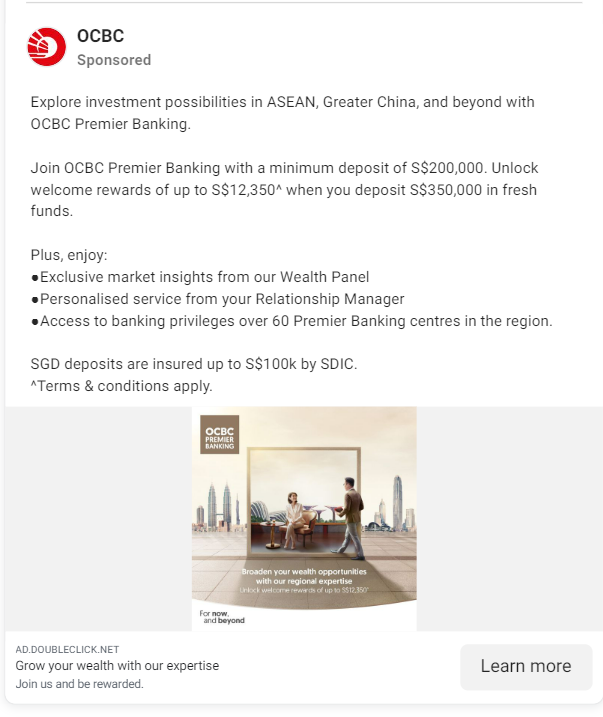 OCBC
Sponsored
Explore investment possibilities in ASEAN, Greater China, and beyond with
OCBC Premier Banking.
Join OCBC Premier Banking with a minimum deposit of S$200,000. Unlock
welcome rewards of up to S$12,350^ when you deposit S$350,000 in fresh
funds.
Plus, enjoy:
●Exclusive market insights from our Wealth Panel
●Personalised service from your Relationship Manager
●Access to banking privileges over 60 Premier Banking centres in the region.
SGD deposits are insured up to S$100k by SDIC.
^Terms & conditions apply.
OCBC
PREMIER
BANKING
Broaden your wealth opportunities
with our regional expertise
Unlock welcome rewards of up to S$12,350^
For now,
and beyond
AD.DOUBLECLICK.NET
Grow your wealth with our expertise
Join us and be rewarded.
Learn more